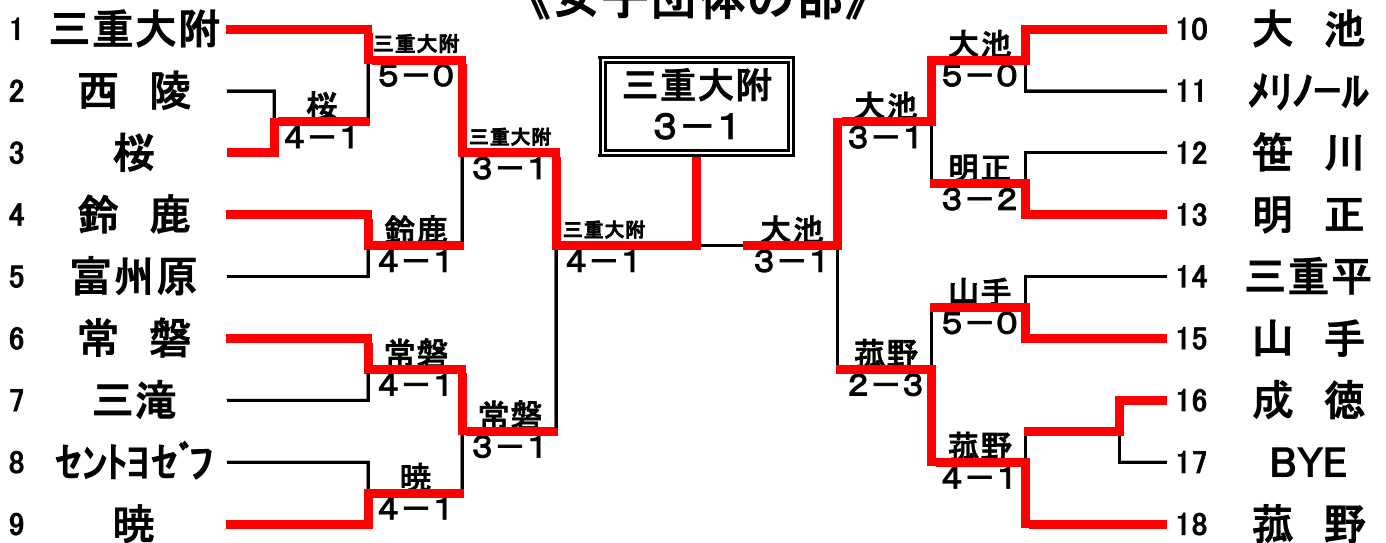 《女子団体の部》
1 三重大附
2 西 陵
3 桜
4 鈴 鹿
5 富州原
6 常 磐
7 三滝
8 セントヨゼフ
9 暁
三重大附
5-0
桜
4-1
鈴鹿
4-1
常磐
4-1
暁
4-1
三重大附
3-1
常磐
3-1
三重大附
4-1
三重大附
3-1
大池
3-1
大池
3-1
菰野
2-3
大池
5-0
明正
3-2
山手
5-0
菰野
4-1
10 大 池
11 メリノール
12 笹 川
13 明 正
14 三重平
15 山 手
16 成 徳
17 BYE
18 菰 野